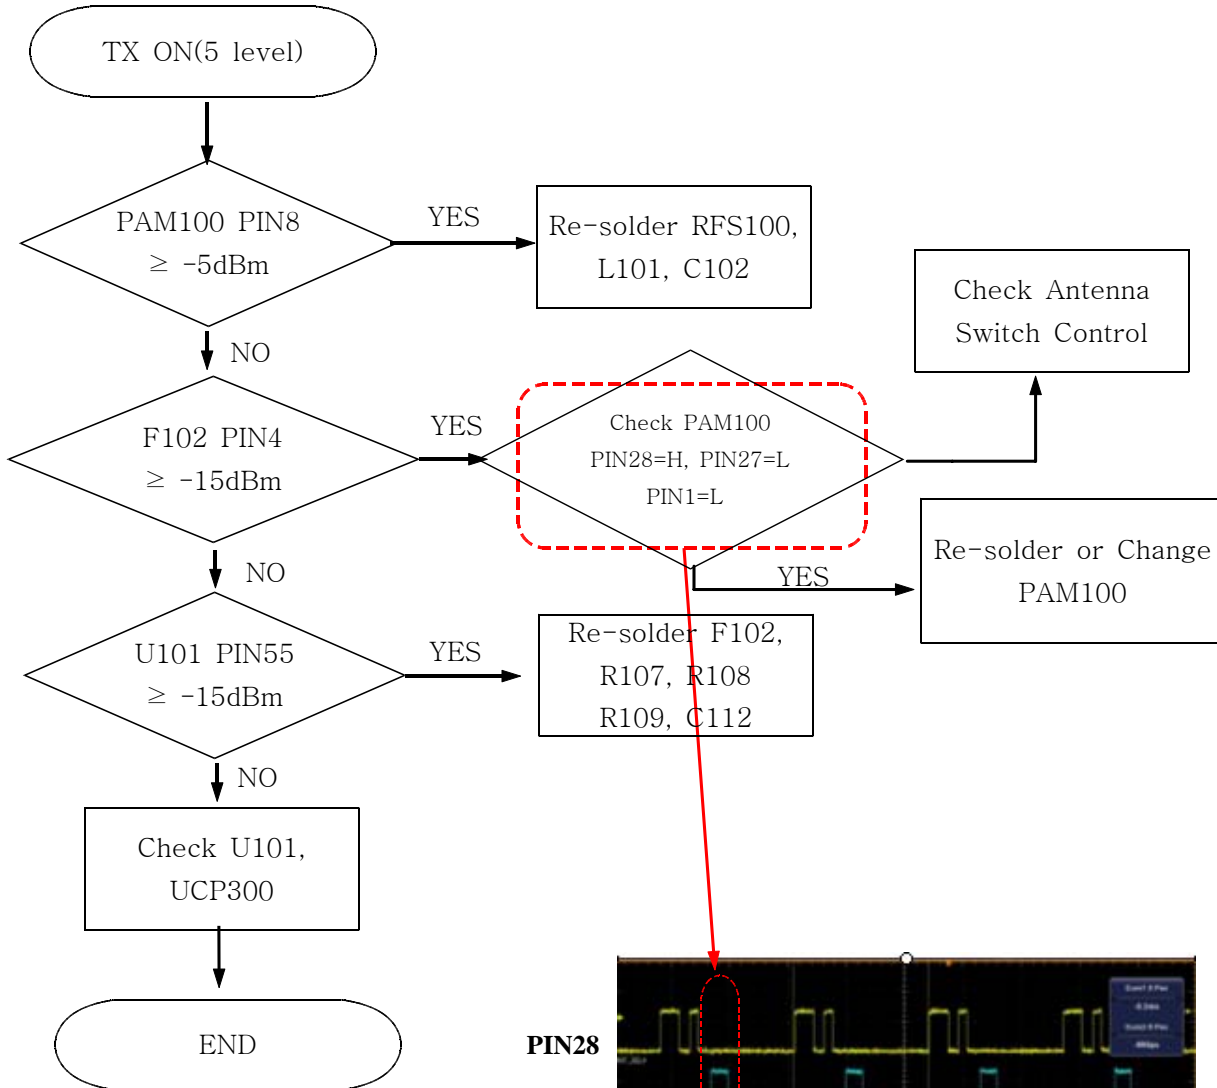 TX ON(5 level)
PAM100 PIN8
≥ -5dBm
YES
Re-solder RFS100,
L101, C102
Check Antenna
Switch Control
NO
F102 PIN4
≥ -15dBm
YES
Check PAM100
PIN28=H, PIN27=L
PIN1=L
YES
Re-solder or Change
PAM100
NO
U101 PIN55
≥ -15dBm
YES
Re-solder F102,
R107, R108
R109, C112
NO
Check U101,
UCP300
END
PIN28